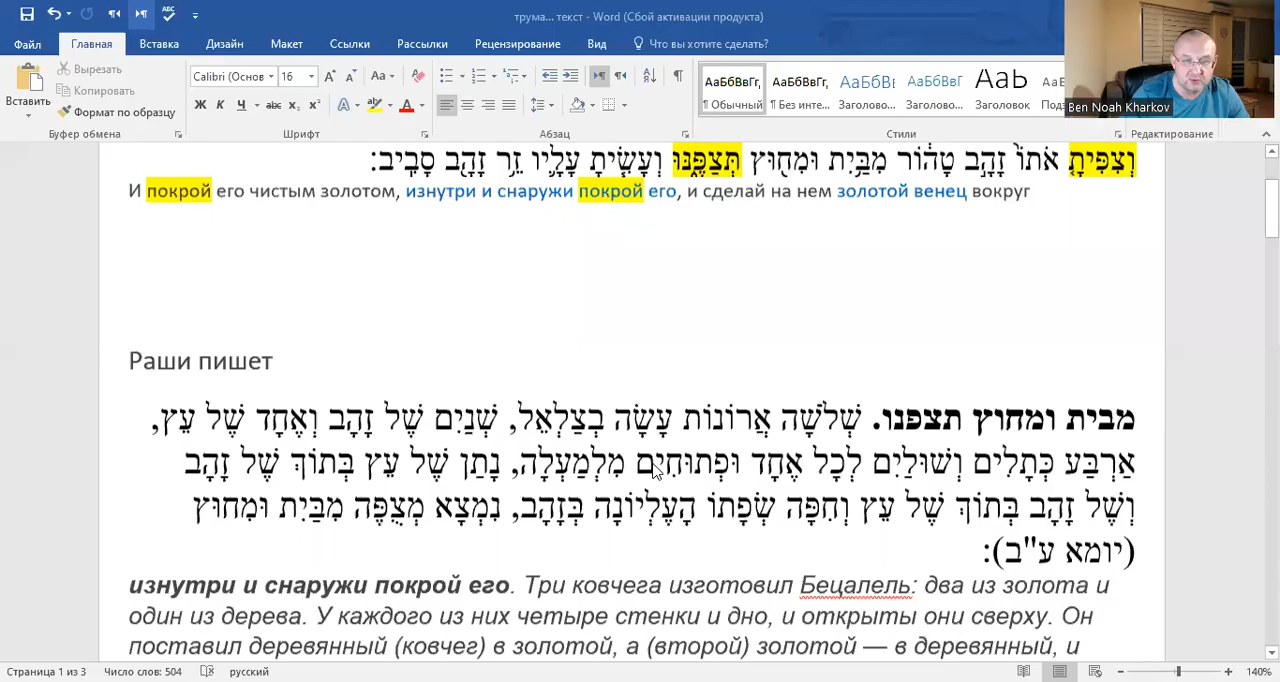 трума... текст - Word (Сбой активации продукта)
Файл Главная Вставка Дизайн Макет Ссылки Рассылки Рецензирование Вид Что вы хотите сделать?
Вставить
Вырезать
Копировать
Формат по образцу
Буфер обмена
Calibri (Основ 16
Шрифт
Абзац
АаБбВвГг, АаБбВвГг, АаБбВı АаБбВвГ АаЬ
¶ Обычный ¶ Без инте... Заголово... Заголово... Заголовок
Стили
Редактирование
Ben Noah Kharkov
וְצִפִּיתָ אֹתוֹ זָהָב טָהוֹר מִבַּיִת וּמִחוּץ תְּצַפֶּנּוּ וְעָשִׂיתָ עָלָיו זֵר זָהָב סָבִיב:
И покрой его чистым золотом, изнутри и снаружи покрой его, и сделай на нем золотой венец вокруг
Раши пишет
מבית ומחוץ תצפנו. שְׁלֹשָׁה אֲרוֹנוֹת עָשָׂה בְצַלְאֵל, שְׁנַיִם שֶׁל זָהָב וְאֶחָד שֶׁל עֵץ,
אַרְבַּע כְּתָלִים וְשׁוּלַיִם לְכָל אֶחָד וּפְתוּחִים מִלְמַעְלָה, נָתַן שֶׁל עֵץ בְּתוֹךְ שֶׁל זָהָב
וְשֶׁל זָהָב בְּתוֹךְ שֶׁל עֵץ וְחִפָּה שְׂפָתוֹ הָעֶלְיוֹנָה בְּזָהָב, נִמְצָא מְצֻפֶּה מִבַּיִת וּמִחוּץ
(יומא ע"ב):
изнутри и снаружи покрой его. Три ковчега изготовил Бецалель: два из золота и
один из дерева. У каждого из них четыре стенки и дно, и открыты они сверху. Он
поставил деревянный (ковчег) в золотой, а (второй) золотой — в деревянный, и
Страница 1 из 3 Число слов: 504 русский 140%